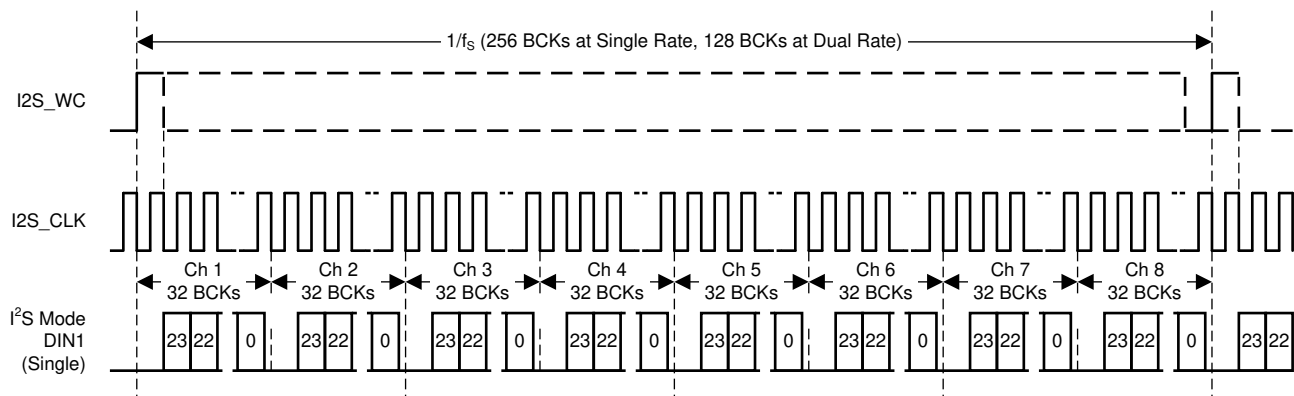 1/fS (256 BCKs at Single Rate, 128 BCKs at Dual Rate)
I2S_WC
I2S_CLK
Ch 1 Ch 2 Ch 3 Ch 4 Ch 5 Ch 6 Ch 7 Ch 8
32 BCKs 32 BCKs 32 BCKs 32 BCKs 32 BCKs 32 BCKs 32 BCKs 32 BCKs
I²S Mode
DIN1
(Single)
23 22 0 23 22 0 23 22 0 23 22 0 23 22 0 23 22 0 23 22 0 23 22 0 23 22